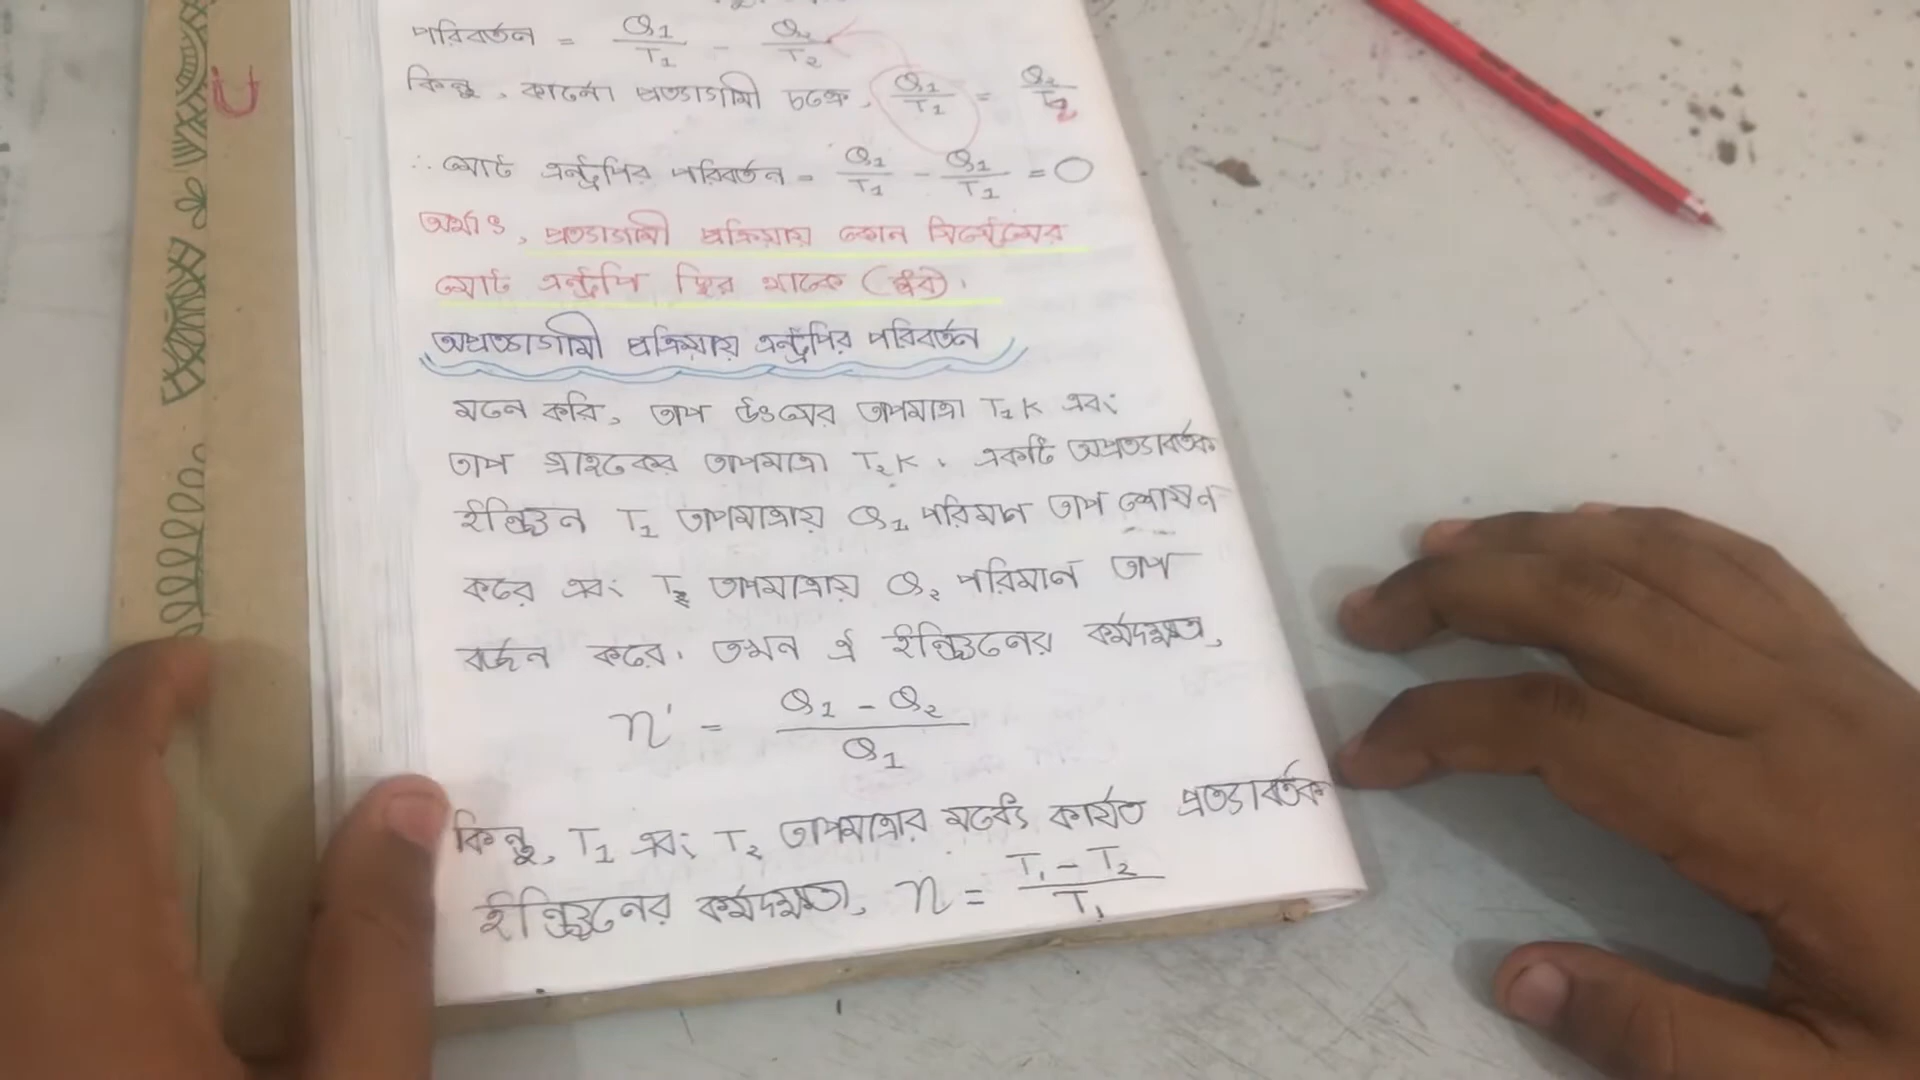 পরিবর্তন = Q1/T1 - Q2/T2
কিন্তু, কার্নো প্রত্যাগামী চক্রে, Q1/T1 = Q2/T2
∴ মোট এন্ট্রপির পরিবর্তন = Q1/T1 - Q1/T1 = 0
অর্থাৎ, প্রত্যাগামী প্রক্রিয়ায় কোন সিস্টেমের
মোট এন্ট্রপি স্থির থাকে (ধ্রুব)।
অপ্রত্যাগামী প্রক্রিয়ায় এন্ট্রপির পরিবর্তন
মনে করি, তাপ উৎসের তাপমাত্রা T1 K এবং
তাপ গ্রাহকের তাপমাত্রা T2 K। একটি অপ্রত্যাবর্তক
ইঞ্জিন T1 তাপমাত্রায় Q1 পরিমান তাপ শোষন
করে এবং T2 তাপমাত্রায় Q2 পরিমান তাপ
বর্জন করে। তখন ঐ ইঞ্জিনের কর্মদক্ষতা,
η' = Q1 - Q2 / Q1
কিন্তু, T1 এবং T2 তাপমাত্রার মধ্যে কার্যত প্রত্যাবর্তক
ইঞ্জিনের কর্মদক্ষতা, η = T1 - T2 / T1